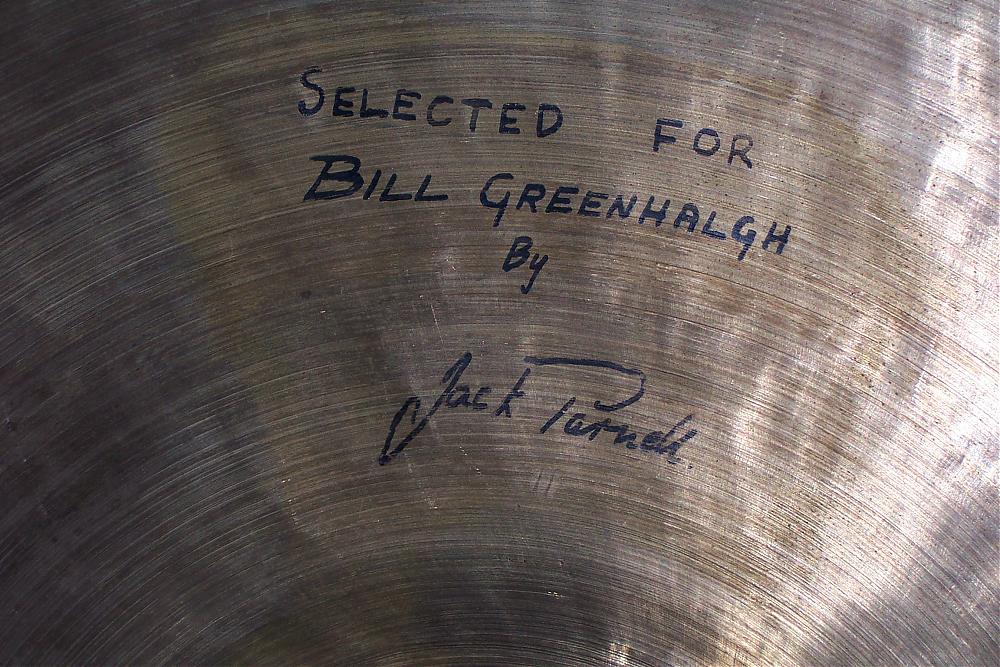 SELECTED FOR
BILL GREENHALGH
By
Jack Parnell.